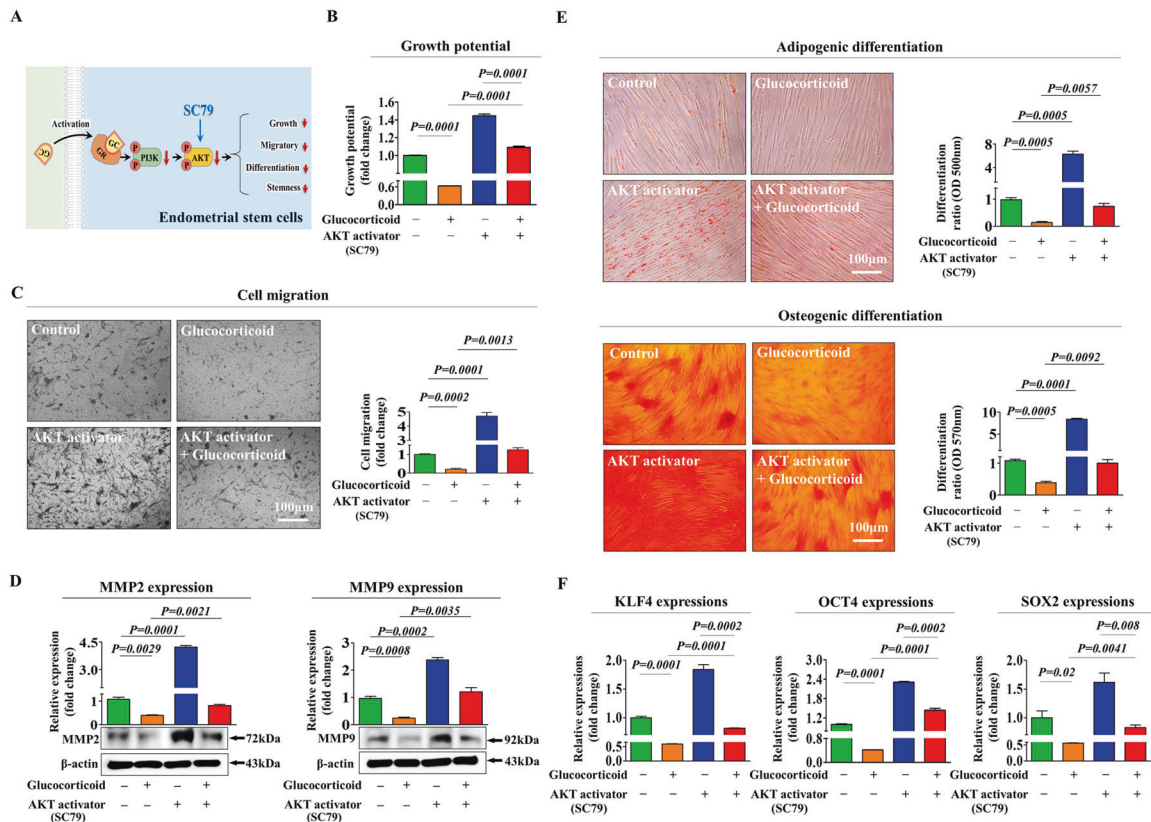 A
SC79
Activation
GC
GC
GR
P
P
PI3K
P
P
AKT
Growth
Migratory
Differentiation
Stemness
Endometrial stem cells
B
Growth potential
P=0.0001
P=0.0001
P=0.0001
Growth potential
(fold change)
1.6
1.4
1.2
1.0
0.6
0.0
Glucocorticoid
− + − +
AKT activator
− − + +
(SC79)
C
Cell migration
Control
Glucocorticoid
AKT activator
AKT activator
+ Glucocorticoid
100μm
P=0.0013
P=0.0001
P=0.0002
Cell migration
(fold change)
5
4
3
1
0
Glucocorticoid
− + − +
AKT activator
− − + +
(SC79)
D
MMP2 expression
P=0.0021
P=0.0001
P=0.0029
Relative expression
(fold change)
4.5
3.0
1
0
MMP2
72kDa
β-actin
43kDa
Glucocorticoid
− + − +
AKT activator
− − + +
(SC79)
MMP9 expression
P=0.0035
P=0.0002
P=0.0008
Relative expression
(fold change)
3
2
1
0
MMP9
92kDa
β-actin
43kDa
Glucocorticoid
− + − +
AKT activator
− − + +
(SC79)
E
Adipogenic differentiation
Control
Glucocorticoid
AKT activator
AKT activator
+ Glucocorticoid
100μm
P=0.0057
P=0.0005
P=0.0005
Differentiation
ratio (OD 500nm)
8
6
4
2
1
0
Glucocorticoid
− + − +
AKT activator
− − + +
(SC79)
Osteogenic differentiation
Control
Glucocorticoid
AKT activator
AKT activator
+ Glucocorticoid
100μm
P=0.0092
P=0.0001
P=0.0005
Differentiation
ratio (OD 570nm)
10
5
1
0
Glucocorticoid
− + − +
AKT activator
− − + +
(SC79)
F
KLF4 expressions
P=0.0002
P=0.0001
P=0.0001
Relative expressions
(fold change)
2.0
1.5
1.0
0.5
0.0
Glucocorticoid
− + − +
AKT activator
− − + +
(SC79)
OCT4 expressions
P=0.0002
P=0.0001
P=0.0001
Relative expressions
(fold change)
3.0
2.4
1.8
1.2
0.8
0.0
Glucocorticoid
− + − +
AKT activator
− − + +
(SC79)
SOX2 expressions
P=0.008
P=0.0041
P=0.02
Relative expressions
(fold change)
2.0
1.5
1.0
0.5
0.0
Glucocorticoid
− + − +
AKT activator
− − + +
(SC79)